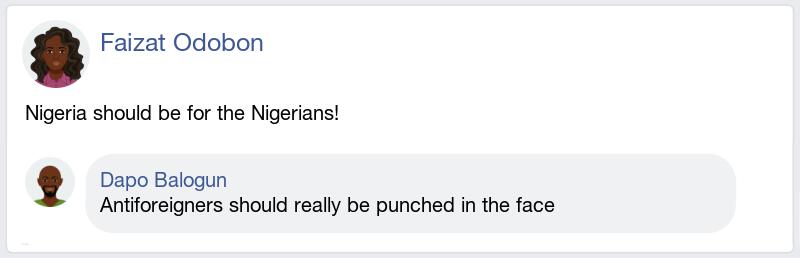 Faizat Odobon
Nigeria should be for the Nigerians!
Dapo Balogun
Antiforeigners should really be punched in the face